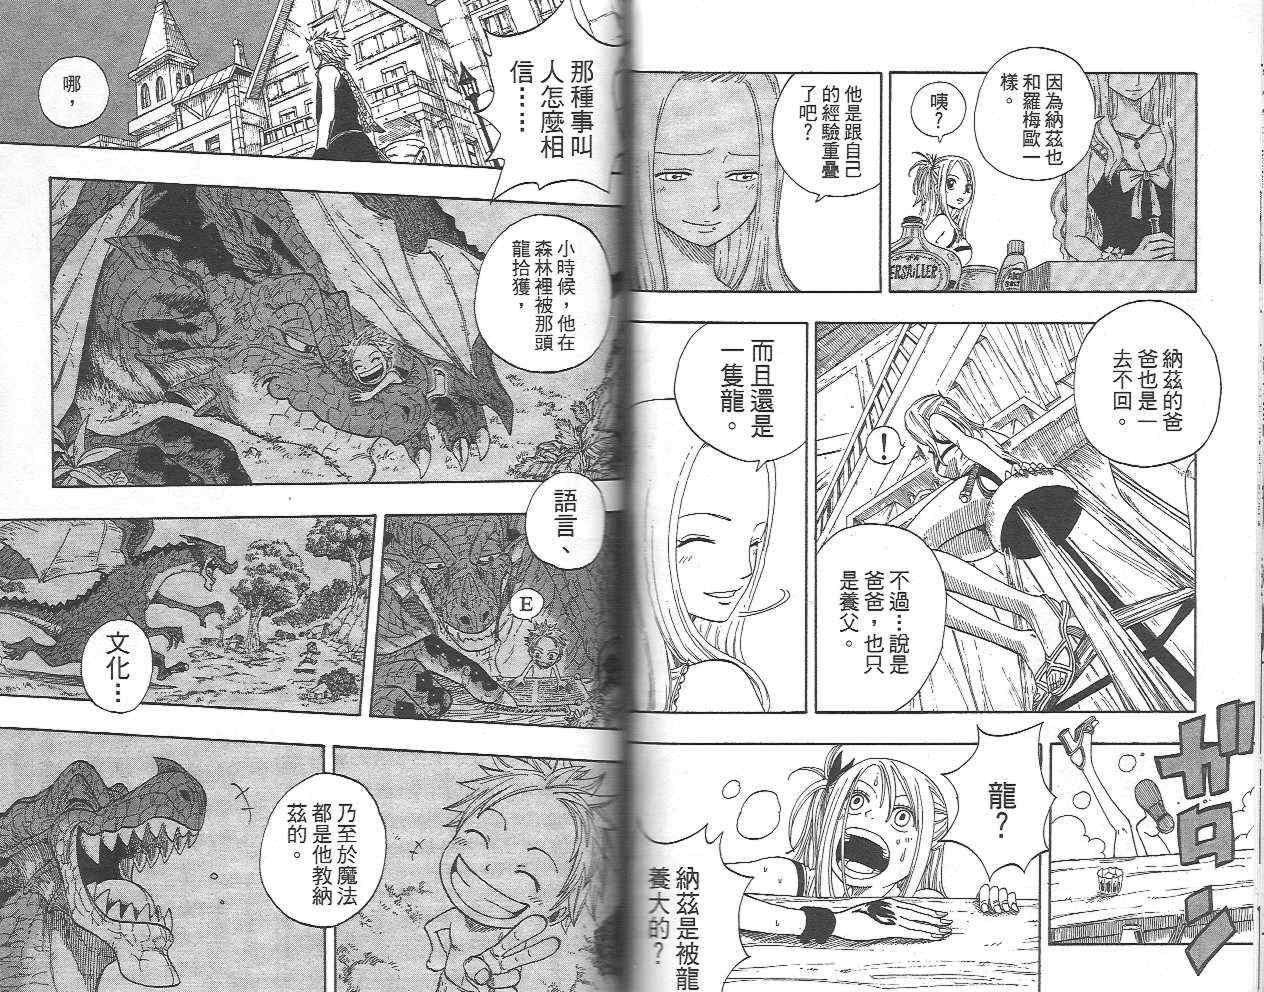 因為納茲也
和羅梅歐一
樣。
咦？
ERSAILLER
他是跟自己
的經驗重疊
了吧？
納茲的爸
爸也是一
去不回。
！
不過…說是
爸爸，也只
是養父。
而且還是
一隻龍。
ガロー
龍？
納茲是被龍
養大的？
那種事叫
人怎麼相
信……
哪，
小時候，他在
森林裡被那頭
龍拾獲，
語言、
E
文化…
乃至於魔法
都是他教納
茲的。